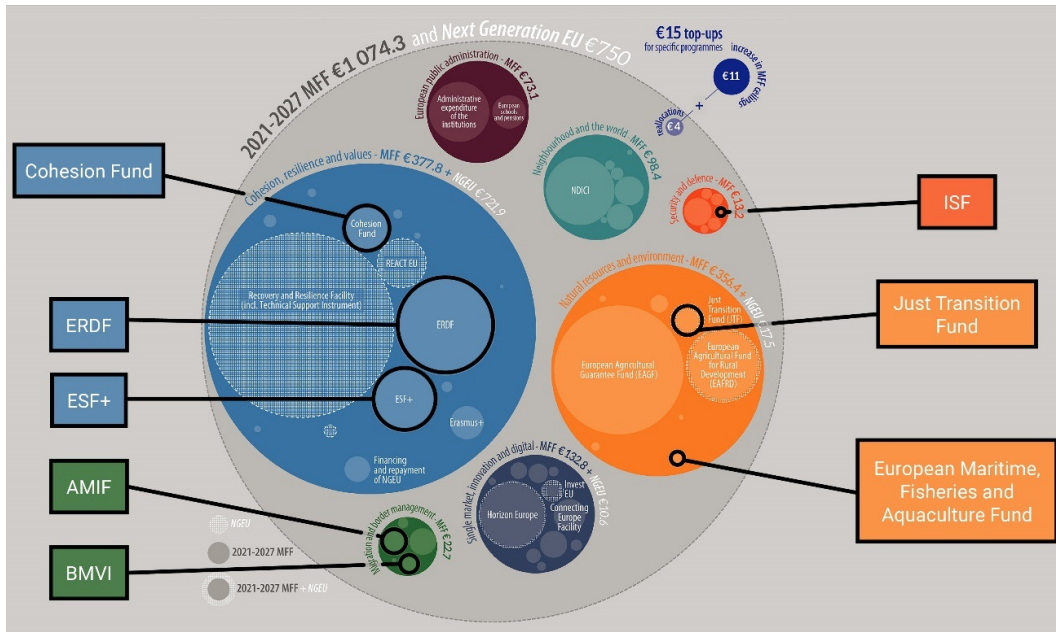 2021-2027 MFF €1 074.3 and Next Generation EU €750
€15 top-ups
for specific programmes
increase in MFF ceilings
€11
+
reallocations
€4
European public administration - MFF €73.1
Administrative
expenditure
of the
institutions
European
schools
and pensions
Neighbourhood and the world - MFF €98.4
NDICI
Security and defence - MFF €13.2
ISF
Cohesion Fund
Cohesion, resilience and values - MFF €377.8 + NGEU €721.9
Cohesion
Fund
REACT EU
Recovery and Resilience Facility
(incl. Technical Support Instrument)
ERDF
ERDF
ESF+
ESF+
Erasmus+
Financing
and repayment
of NGEU
Natural resources and environment - MFF €356.4 + NGEU €17.5
Just
Transition
Fund (JTF)
European Agricultural
Guarantee Fund (EAGF)
European
Agricultural Fund
for Rural
Development
(EAFRD)
Just Transition
Fund
European Maritime,
Fisheries and
Aquaculture Fund
Single market, innovation and digital - MFF €132.8 + NGEU €10.6
Horizon Europe
Invest
EU
Connecting
Europe
Facility
AMIF
BMVI
Migration and border management - MFF €22.7
NGEU
2021-2027 MFF
2021-2027 MFF + NGEU